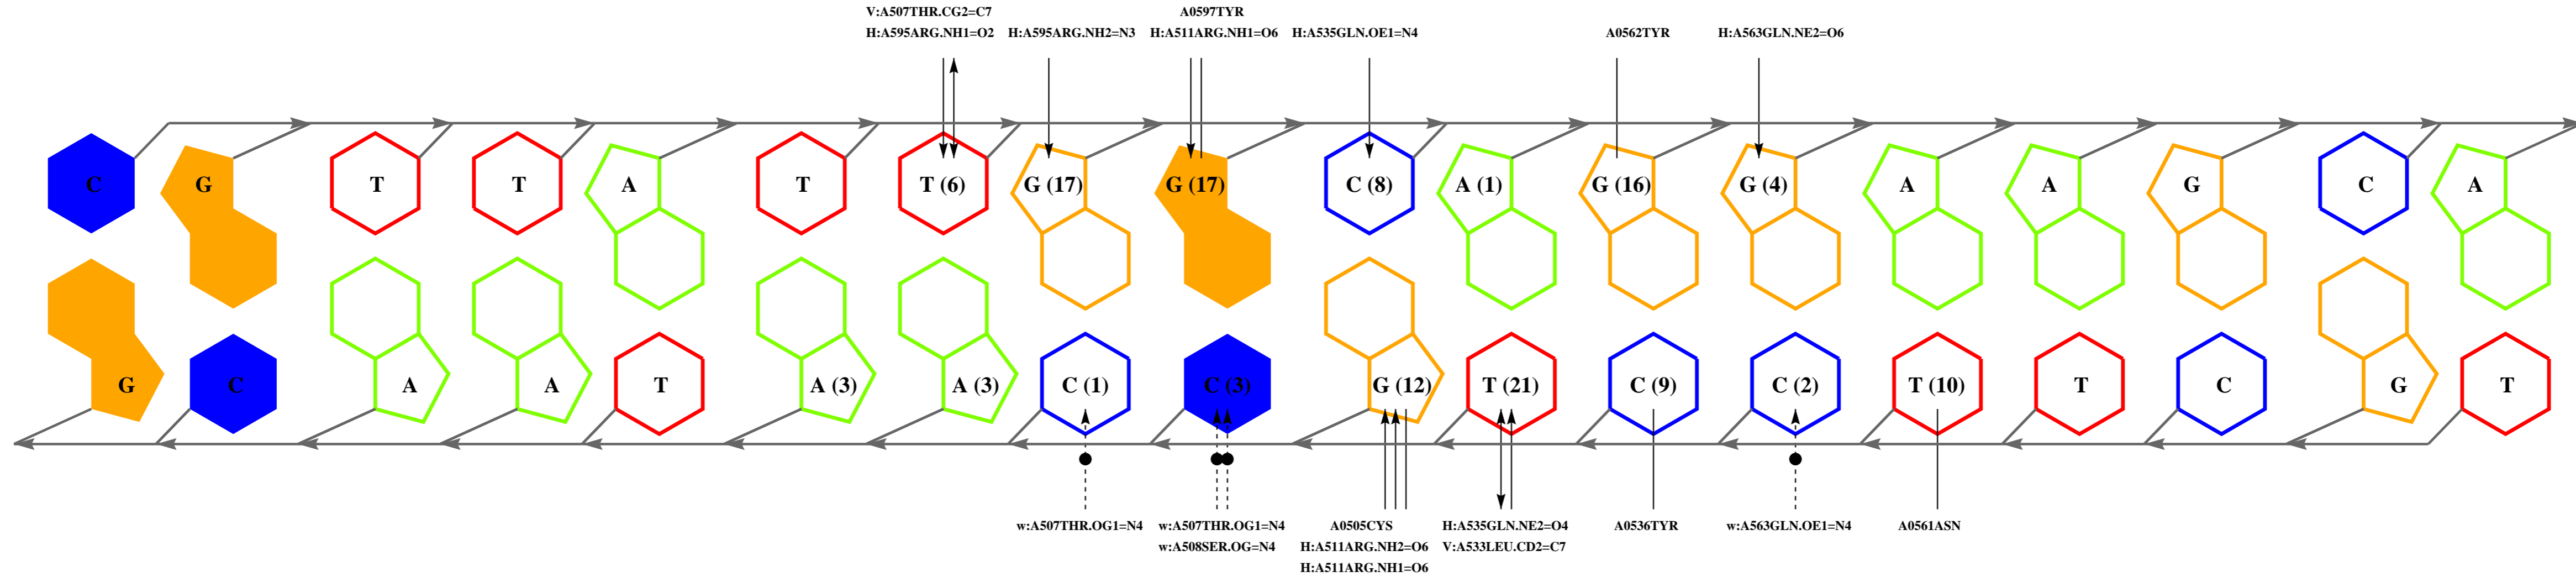 V:A507THR.CG2=C7 A0597TYR
H:A595ARG.NH1=O2 H:A595ARG.NH2=N3 H:A511ARG.NH1=O6 H:A535GLN.OE1=N4 A0562TYR H:A563GLN.NE2=O6
C G T T A T T (6) G (17) G (17) C (8) A (1) G (16) G (4) A A G C A
G C A A T A (3) A (3) C (1) C (3) G (12) T (21) C (9) C (2) T (10) T C G T
w:A507THR.OG1=N4 w:A507THR.OG1=N4 A0505CYS H:A535GLN.NE2=O4 A0536TYR w:A563GLN.OE1=N4 A0561ASN
w:A508SER.OG=N4 H:A511ARG.NH2=O6 V:A533LEU.CD2=C7
H:A511ARG.NH1=O6